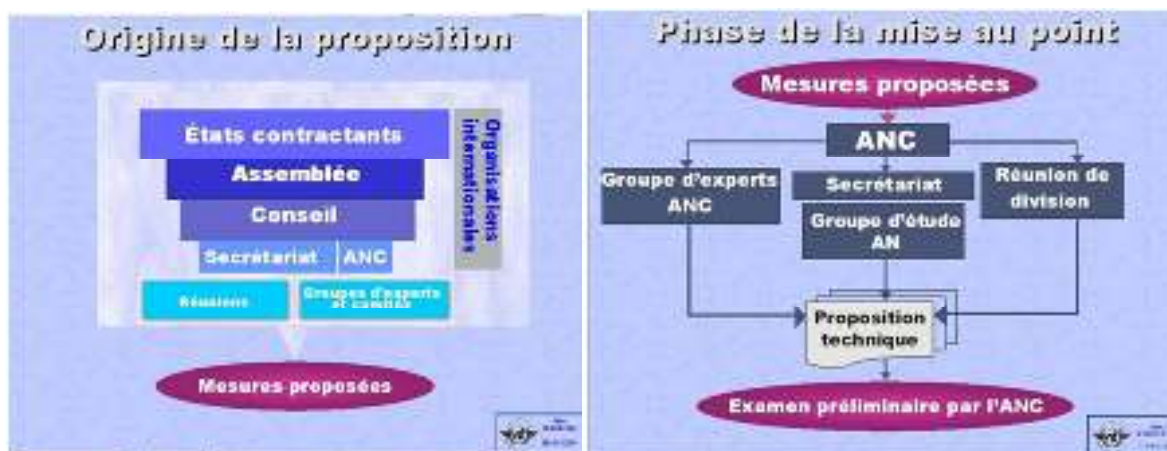 Origine de la proposition
États contractants
Assemblée
Conseil
Secrétariat
ANC
Réunions
Groupes d'experts
et comités
Organisations
internationales
Mesures proposées
Phase de la mise au point
Mesures proposées
ANC
Groupe d'experts
ANC
Secrétariat
Groupe d'étude
AN
Réunion de
division
Proposition
technique
Examen préliminaire par l'ANC